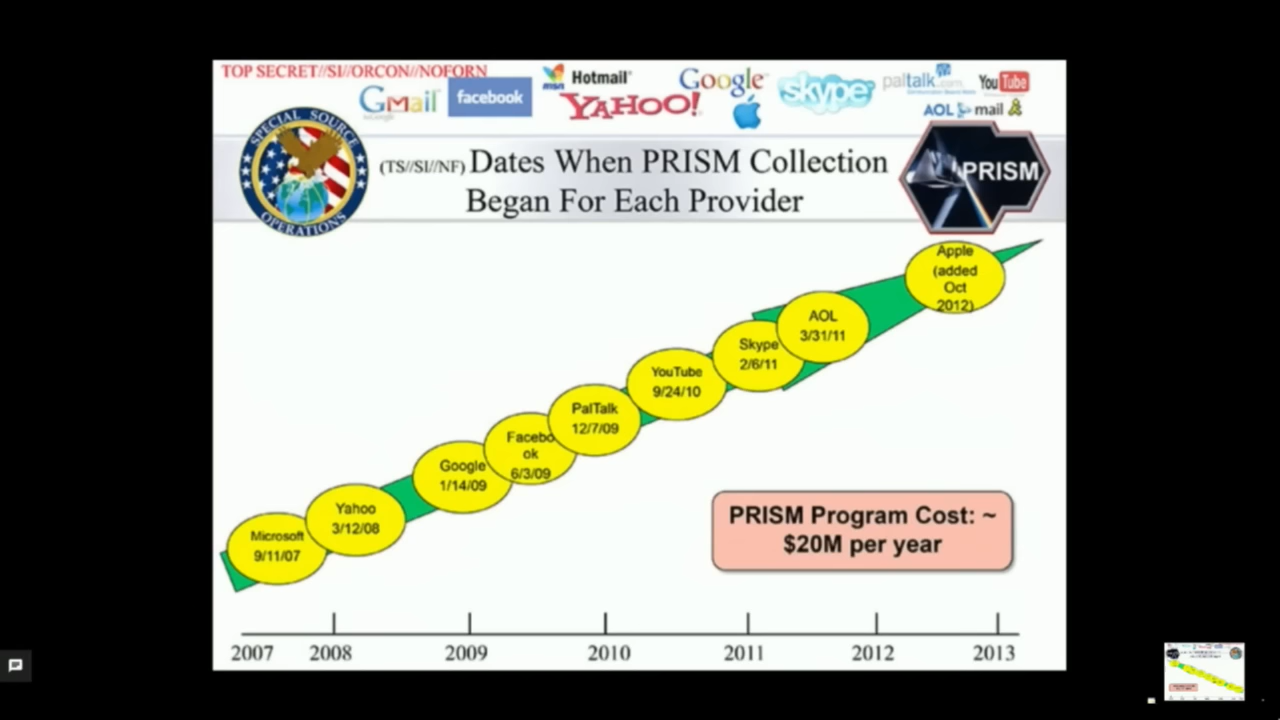 TOP SECRET//SI//ORCON//NOFORN
Gmail
facebook
msn Hotmail
YAHOO!
Google
skype
paltalk.com
YouTube
AOL mail
SPECIAL SOURCE
OPERATIONS
(TS//SI//NF) Dates When PRISM Collection
Began For Each Provider
PRISM
Microsoft
9/11/07
Yahoo
3/12/08
Google
1/14/09
Facebo
ok
6/3/09
PalTalk
12/7/09
YouTube
9/24/10
Skype
2/6/11
AOL
3/31/11
Apple
(added
Oct
2012)
PRISM Program Cost: ~
$20M per year
2007 2008 2009 2010 2011 2012 2013